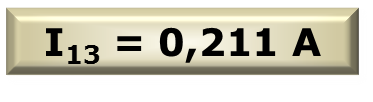 I₁₃ = 0,211 A